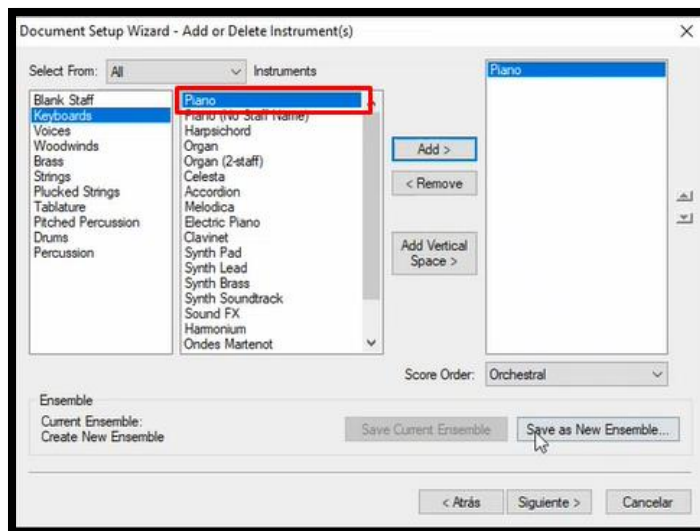 Document Setup Wizard - Add or Delete Instrument(s)
Select From: All
Instruments
Blank Staff
Keyboards
Voices
Woodwinds
Brass
Strings
Plucked Strings
Tablature
Pitched Percussion
Drums
Percussion
Piano
Piano (No Staff Name)
Harpsichord
Organ
Organ (2-staff)
Celesta
Accordion
Melodica
Electric Piano
Clavinet
Synth Pad
Synth Lead
Synth Brass
Synth Soundtrack
Sound FX
Harmonium
Ondes Martenot
Add >
< Remove
Add Vertical
Space >
Piano
Score Order: Orchestral
Ensemble
Current Ensemble:
Create New Ensemble
Save Current Ensemble
Save as New Ensemble...
< Atrás
Siguiente >
Cancelar